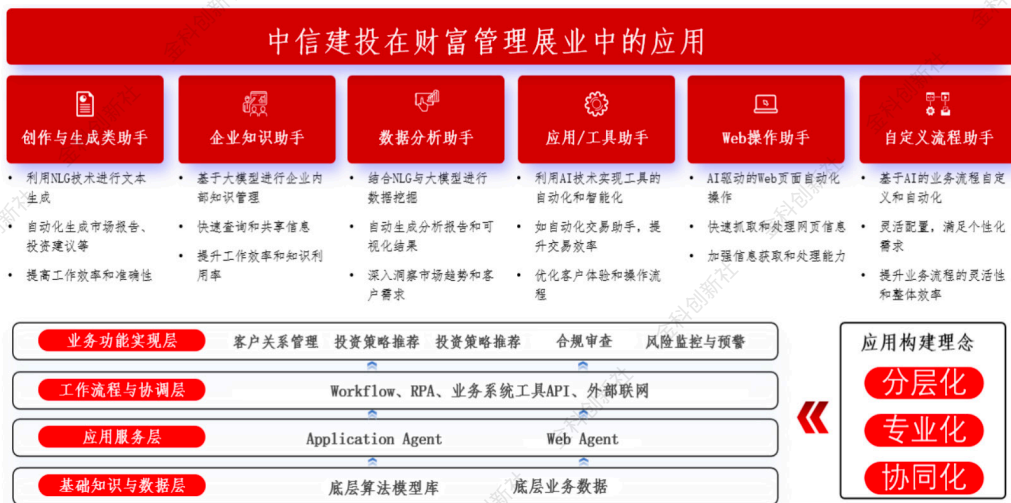 中信建投在财富管理展业中的应用
创作与生成类助手
• 利用NLG技术进行文本
生成
• 自动化生成市场报告、
投资建议等
• 提高工作效率和准确性
企业知识助手
• 基于大模型进行企业内
部知识管理
• 快速查询和共享信息
• 提升工作效率和知识利
用率
数据分析助手
• 结合NLG与大模型进行
数据挖掘
• 自动生成分析报告和可
视化结果
• 深入洞察市场趋势和客
户需求
应用/工具助手
• 利用AI技术实现工具的
自动化和智能化
• 如自动化交易助手，提
升交易效率
• 优化客户体验和操作流
程
Web操作助手
• AI驱动的Web页面自动化
操作
• 快速抓取和处理网页信息
• 加强信息获取和处理能力
自定义流程助手
• 基于AI的业务流程自定
义和自动化
• 灵活配置，满足个性化
需求
• 提升业务流程的灵活性
和整体效率
业务功能实现层 客户关系管理 投资策略推荐 投资策略推荐 合规审查 风险监控与预警
工作流程与协调层 Workflow、RPA、业务系统工具API、外部联网
应用服务层 Application Agent Web Agent
基础知识与数据层 底层算法模型库 底层业务数据
应用构建理念
分层化
专业化
协同化
金科创新社